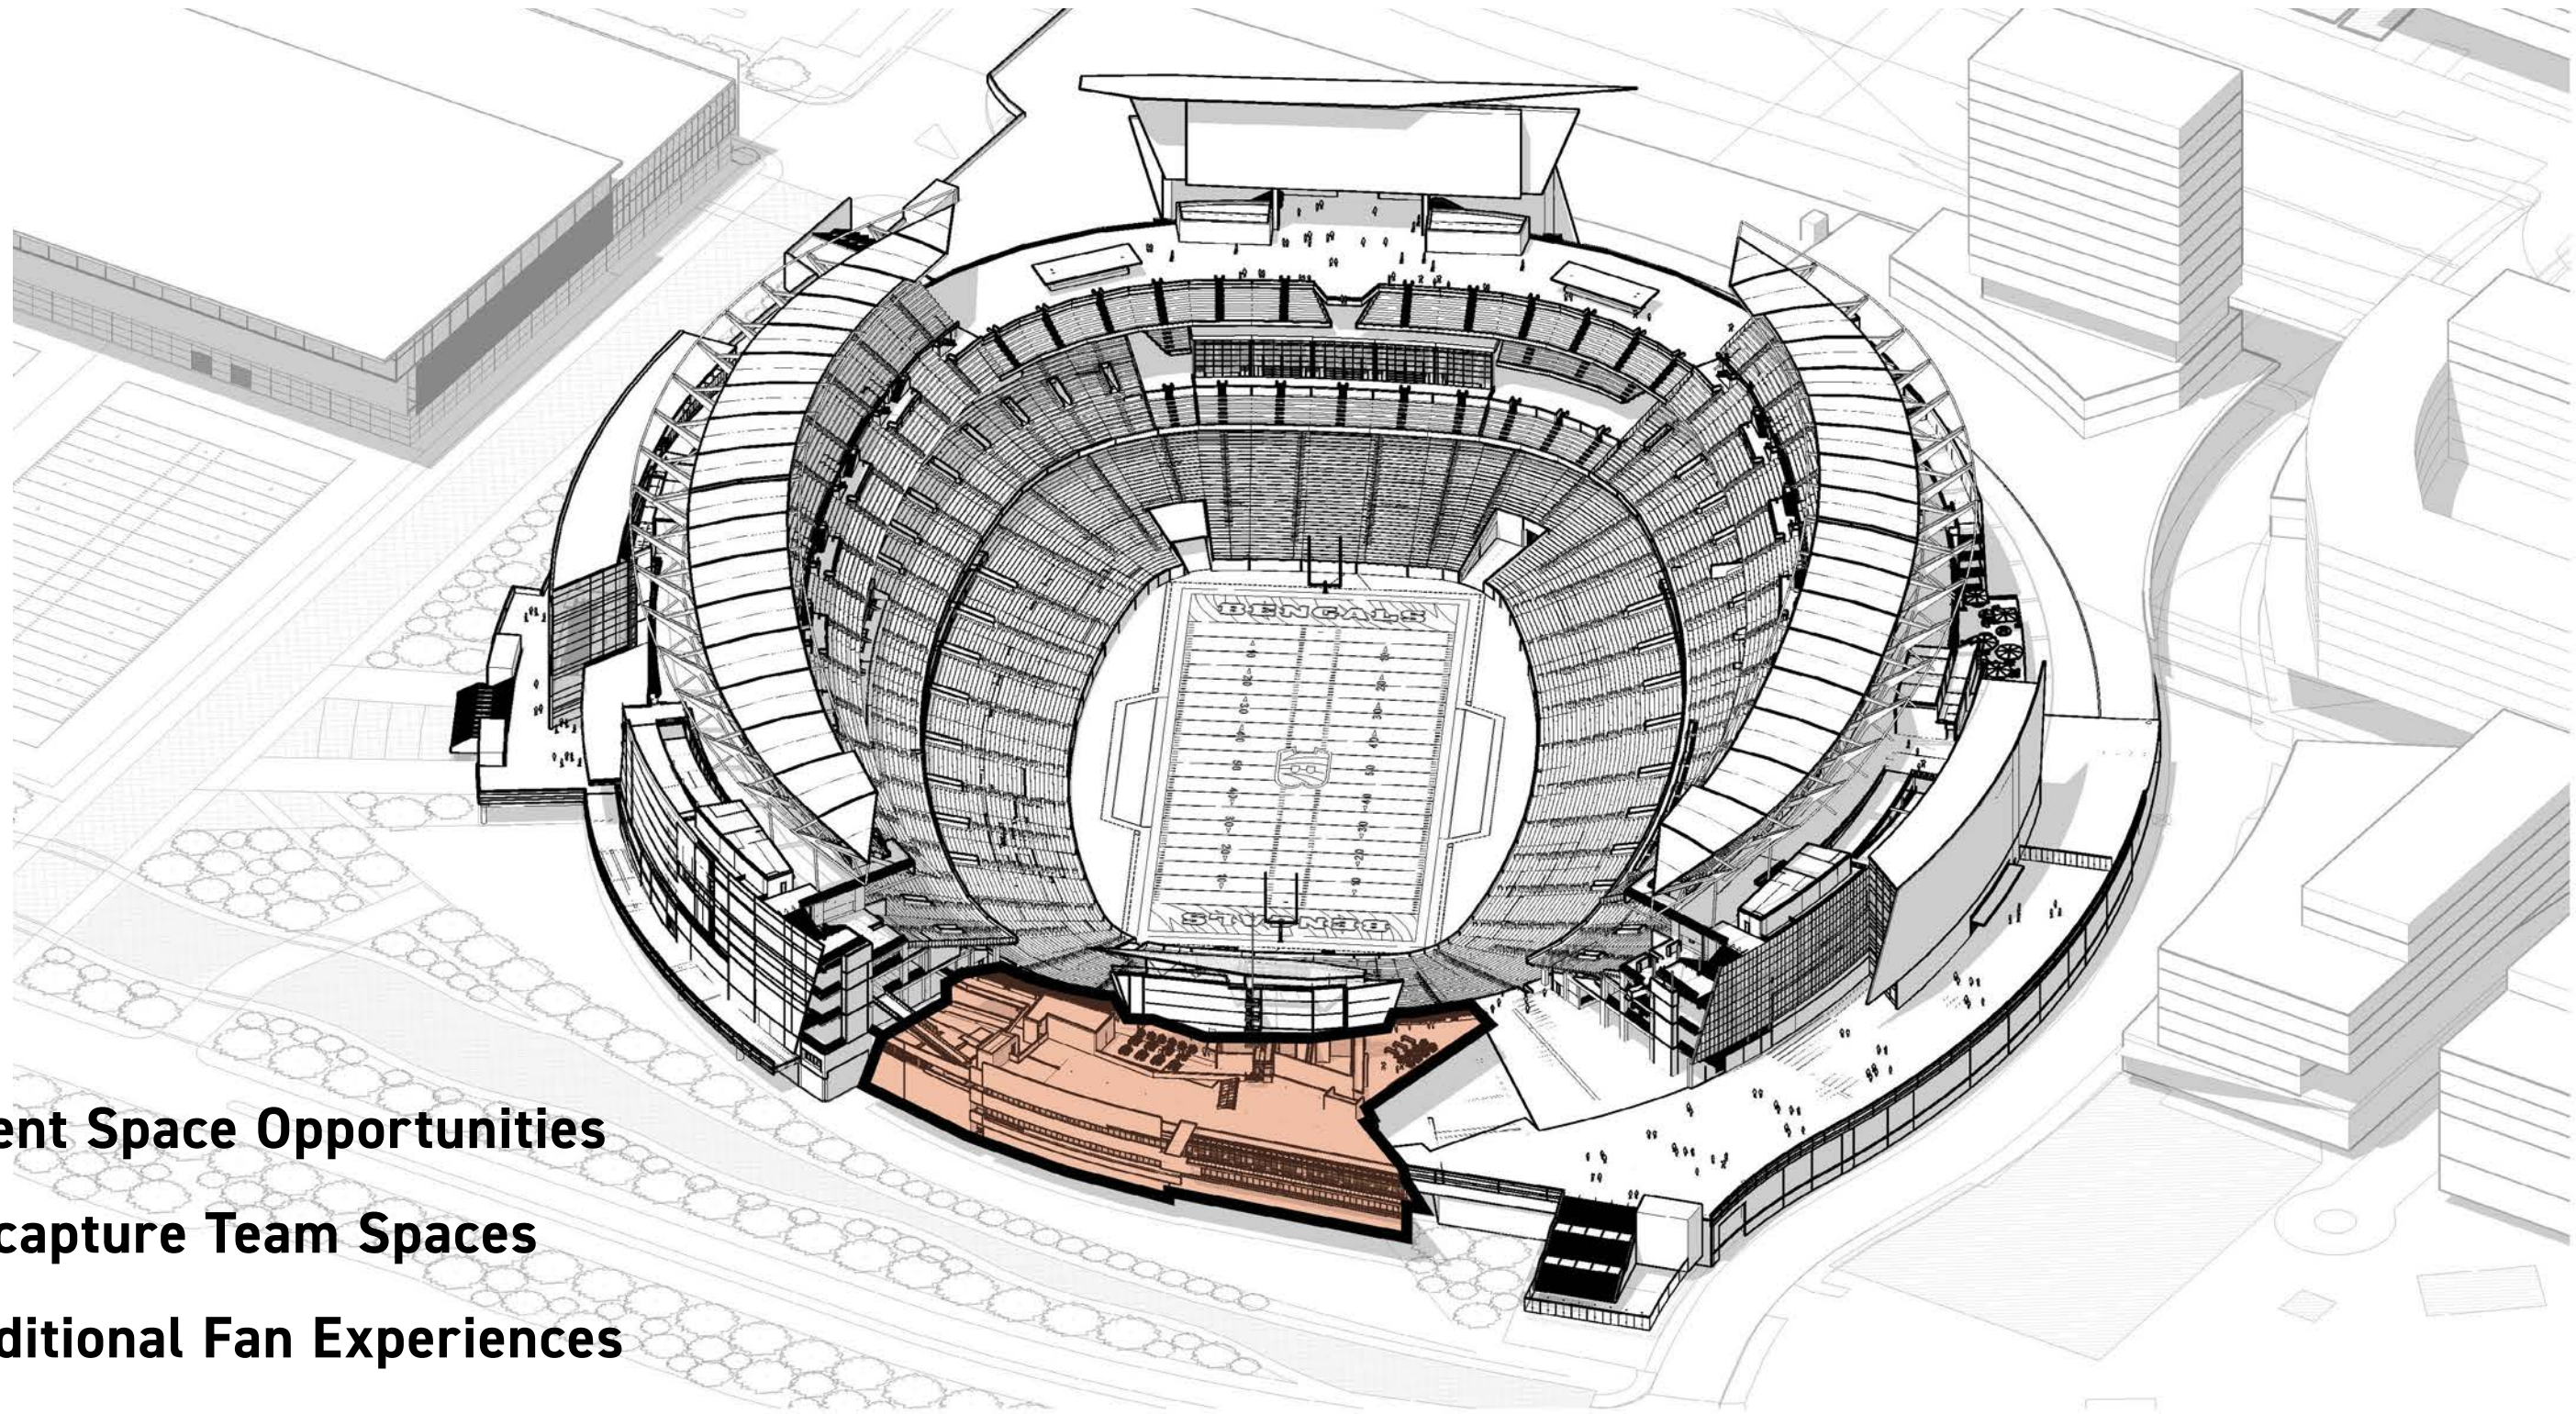 BENGALS
BENGALS
ent Space Opportunities
capture Team Spaces
ditional Fan Experiences